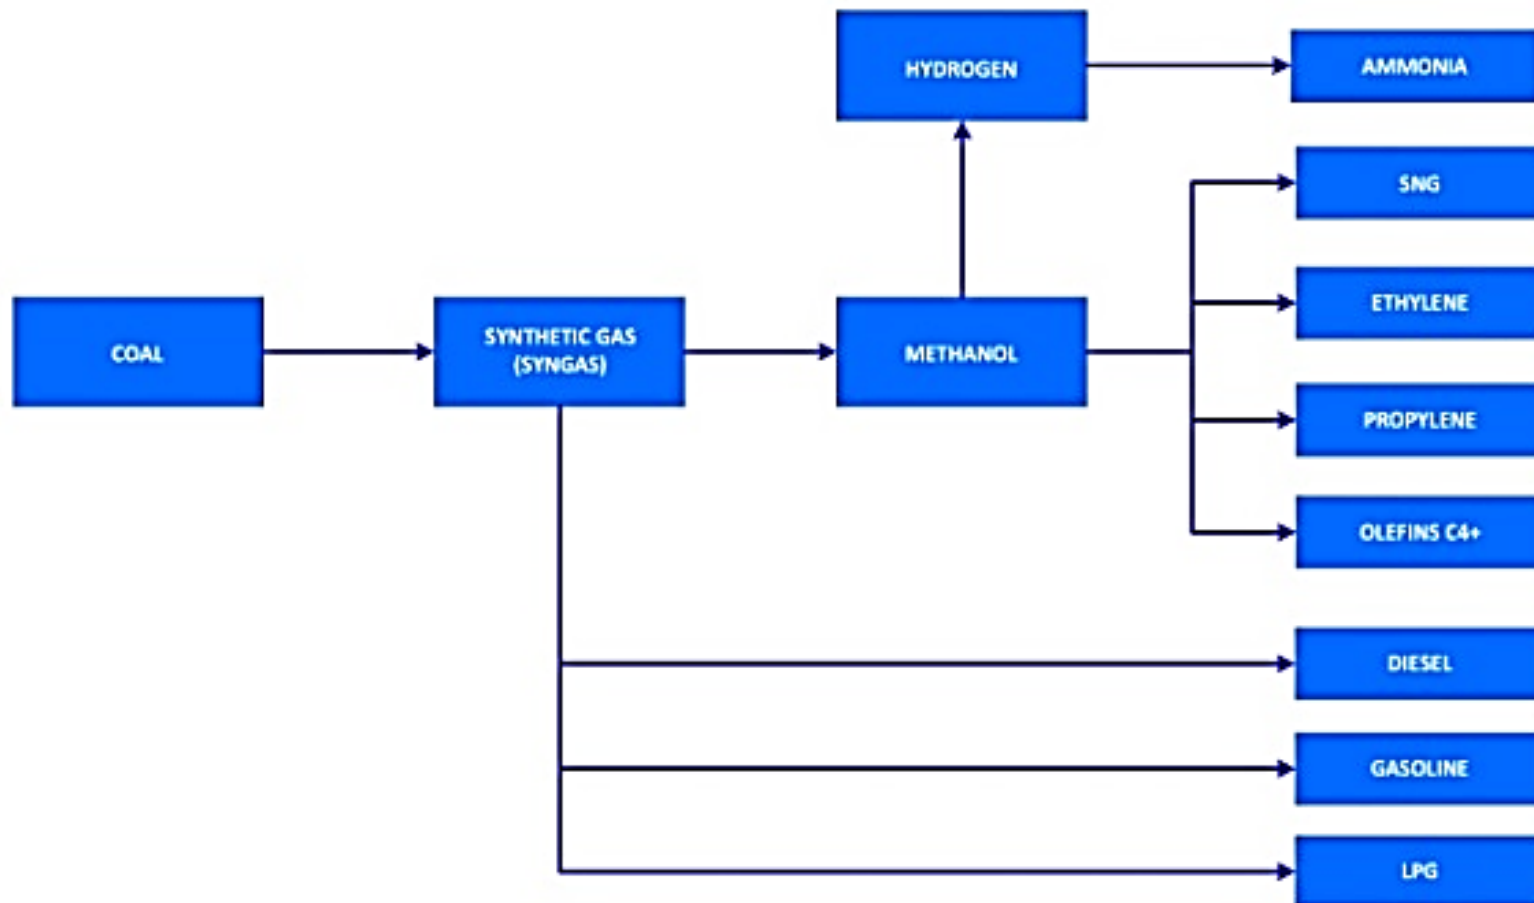 HYDROGEN
AMMONIA
SNG
ETHYLENE
COAL
SYNTHETIC GAS
(SYNGAS)
METHANOL
PROPYLENE
OLEFINS C4+
DIESEL
GASOLINE
LPG